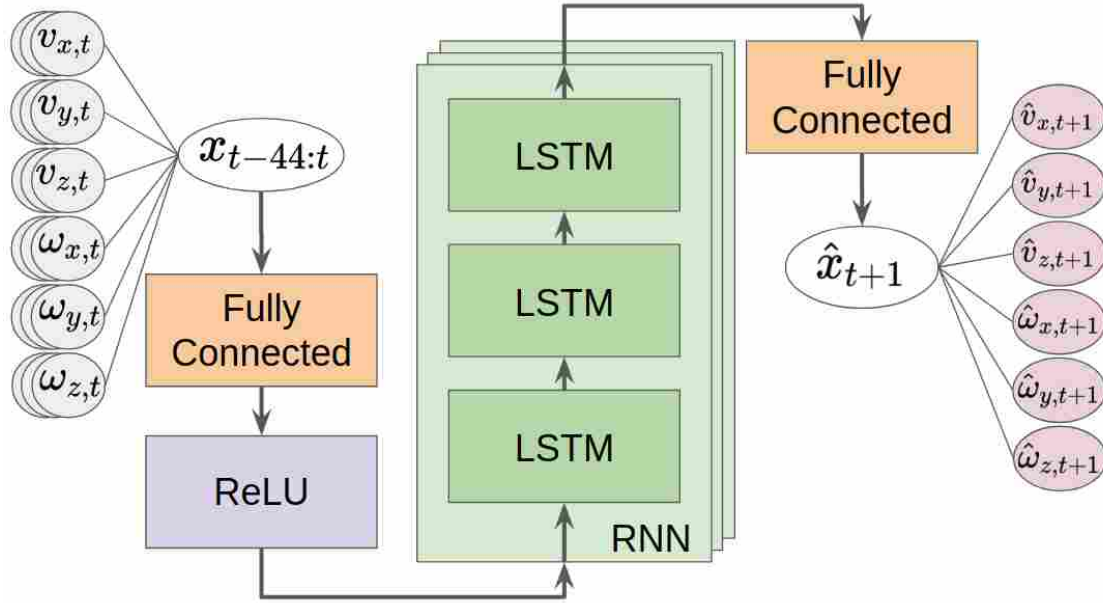 v_{x,t}
v_{y,t}
v_{z,t}
ω_{x,t}
ω_{y,t}
ω_{z,t}
x_{t−44:t}
Fully
Connected
ReLU
LSTM
LSTM
LSTM
RNN
Fully
Connected
x̂_{t+1}
v̂_{x,t+1}
v̂_{y,t+1}
v̂_{z,t+1}
ω̂_{x,t+1}
ω̂_{y,t+1}
ω̂_{z,t+1}